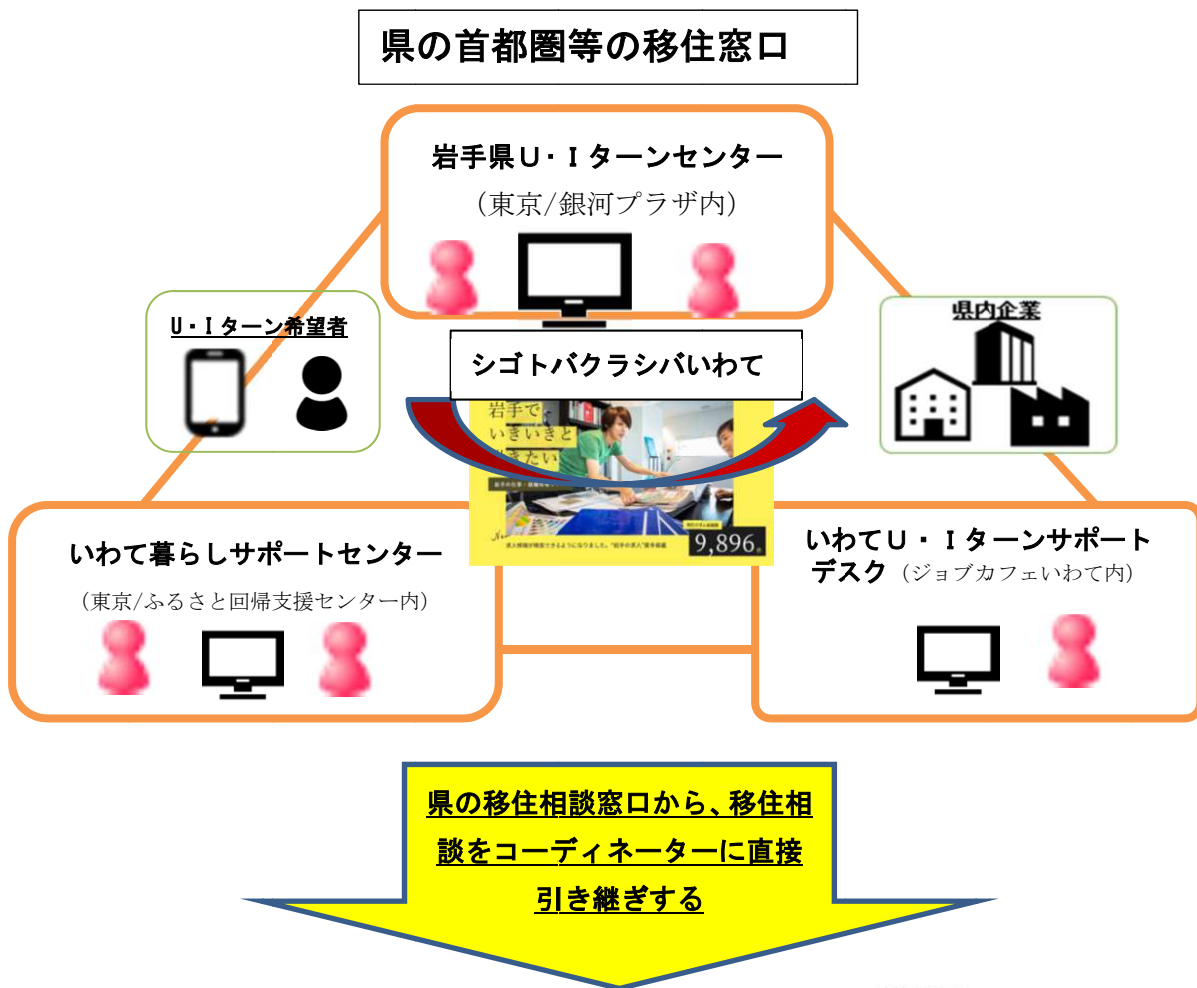 県の首都圏等の移住窓口
岩手県U・Iターンセンター
（東京/銀河プラザ内）
U・Iターン希望者
県内企業
シゴトバクラシバいわて
岩手で、
いきいきと
きたい
9,896
いわて暮らしサポートセンター
（東京/ふるさと回帰支援センター内）
いわてU・Iターンサポート
デスク（ジョブカフェいわて内）
県の移住相談窓口から、移住相
談をコーディネーターに直接
引き継ぎする